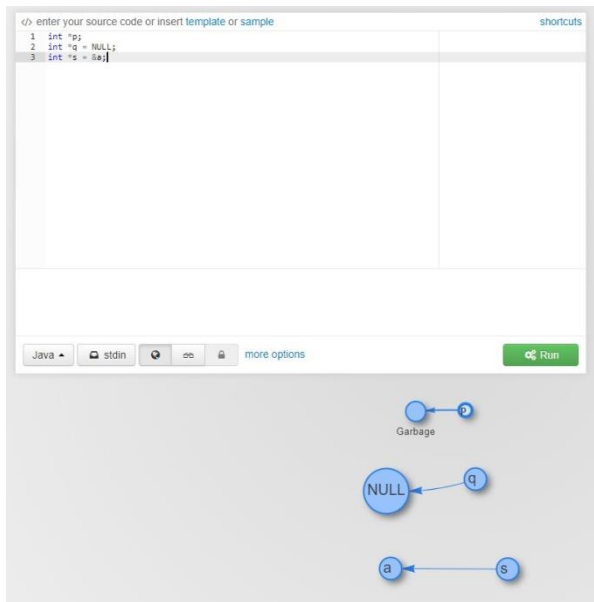 </> enter your source code or insert template or sample shortcuts
1 int *p;
2 int *q = NULL;
3 int *s = &a;
Java stdin more options Run
p
Garbage
NULL q
a s